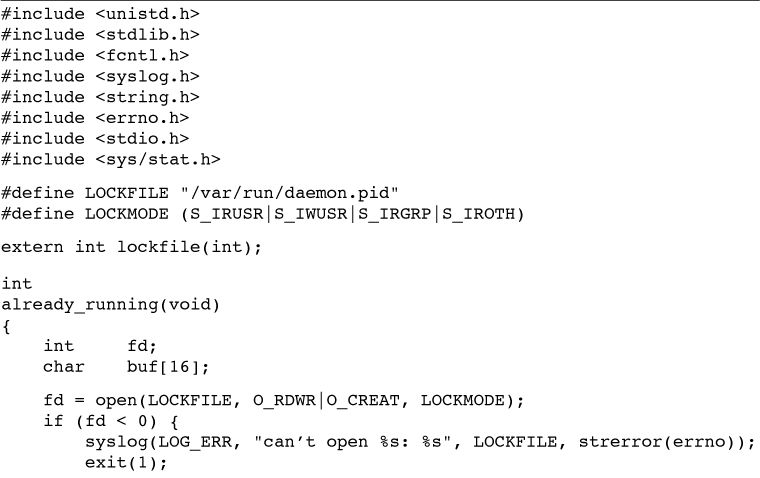 #include <unistd.h>
#include <stdlib.h>
#include <fcntl.h>
#include <syslog.h>
#include <string.h>
#include <errno.h>
#include <stdio.h>
#include <sys/stat.h>
#define LOCKFILE "/var/run/daemon.pid"
#define LOCKMODE (S_IRUSR|S_IWUSR|S_IRGRP|S_IROTH)
extern int lockfile(int);
int
already_running(void)
{
    int     fd;
    char    buf[16];
    fd = open(LOCKFILE, O_RDWR|O_CREAT, LOCKMODE);
    if (fd < 0) {
        syslog(LOG_ERR, "can’t open %s: %s", LOCKFILE, strerror(errno));
        exit(1);